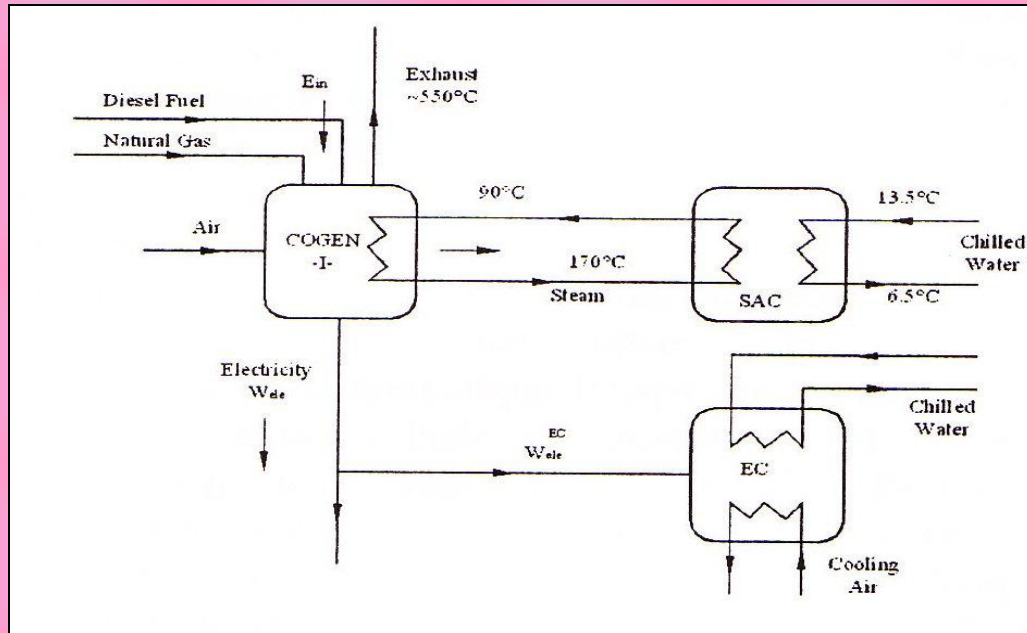 Exhaust
~550°C
Ein
Diesel Fuel
Natural Gas
Air
COGEN
-I-
90°C
170°C
Steam
SAC
13.5°C
Chilled
Water
6.5°C
Electricity
Wele
EC
Wele
EC
Chilled
Water
Cooling
Air